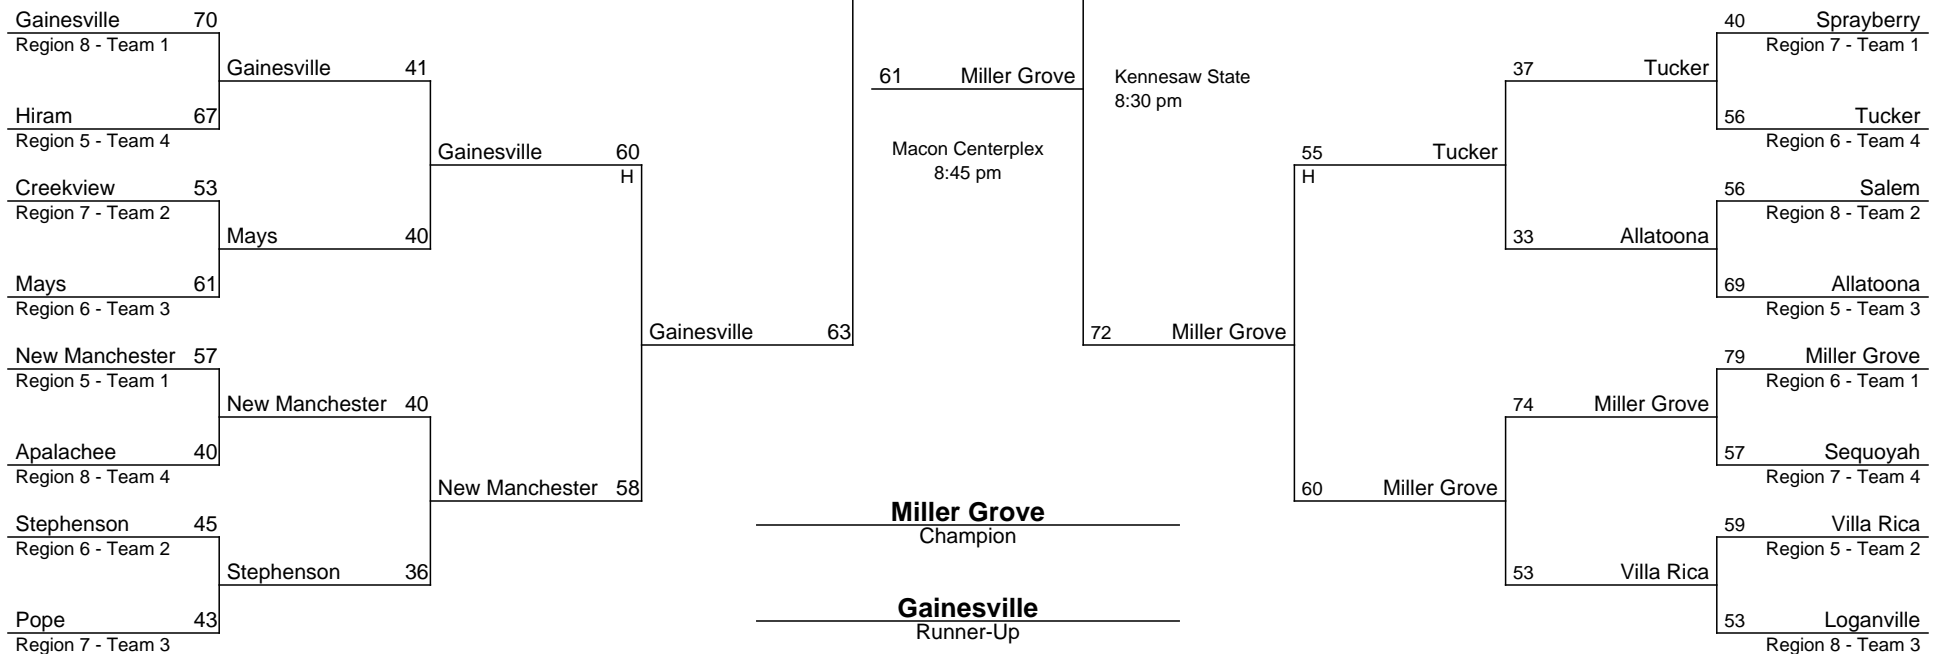 Gainesville 70
Region 8 - Team 1
Hiram 67
Region 5 - Team 4
Creekview 53
Region 7 - Team 2
Mays 61
Region 6 - Team 3
New Manchester 57
Region 5 - Team 1
Apalachee 40
Region 8 - Team 4
Stephenson 45
Region 6 - Team 2
Pope 43
Region 7 - Team 3
Gainesville 41
Mays 40
New Manchester 40
Stephenson 36
Gainesville 60
H
New Manchester 58
Gainesville 63
61 Miller Grove
Macon Centerplex
8:45 pm
Kennesaw State
8:30 pm
Miller Grove
Champion
Gainesville
Runner-Up
72 Miller Grove
55 Tucker
H
60 Miller Grove
37 Tucker
33 Allatoona
74 Miller Grove
53 Villa Rica
40 Sprayberry
Region 7 - Team 1
56 Tucker
Region 6 - Team 4
56 Salem
Region 8 - Team 2
69 Allatoona
Region 5 - Team 3
79 Miller Grove
Region 6 - Team 1
57 Sequoyah
Region 7 - Team 4
59 Villa Rica
Region 5 - Team 2
53 Loganville
Region 8 - Team 3